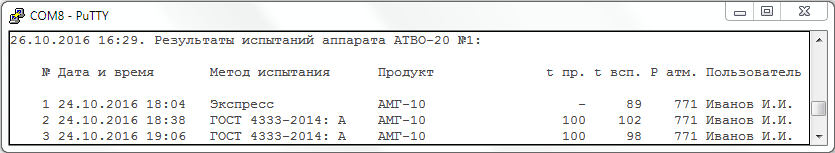 COM8 - PuTTY
26.10.2016 16:29. Результаты испытаний аппарата АТВО-20 №1:
№ Дата и время Метод испытания Продукт t пр. t всп. P атм. Пользователь
1 24.10.2016 18:04 Экспресс АМГ-10 – 89 771 Иванов И.И.
2 24.10.2016 18:38 ГОСТ 4333-2014: А АМГ-10 100 102 771 Иванов И.И.
3 24.10.2016 19:06 ГОСТ 4333-2014: А АМГ-10 100 98 771 Иванов И.И.